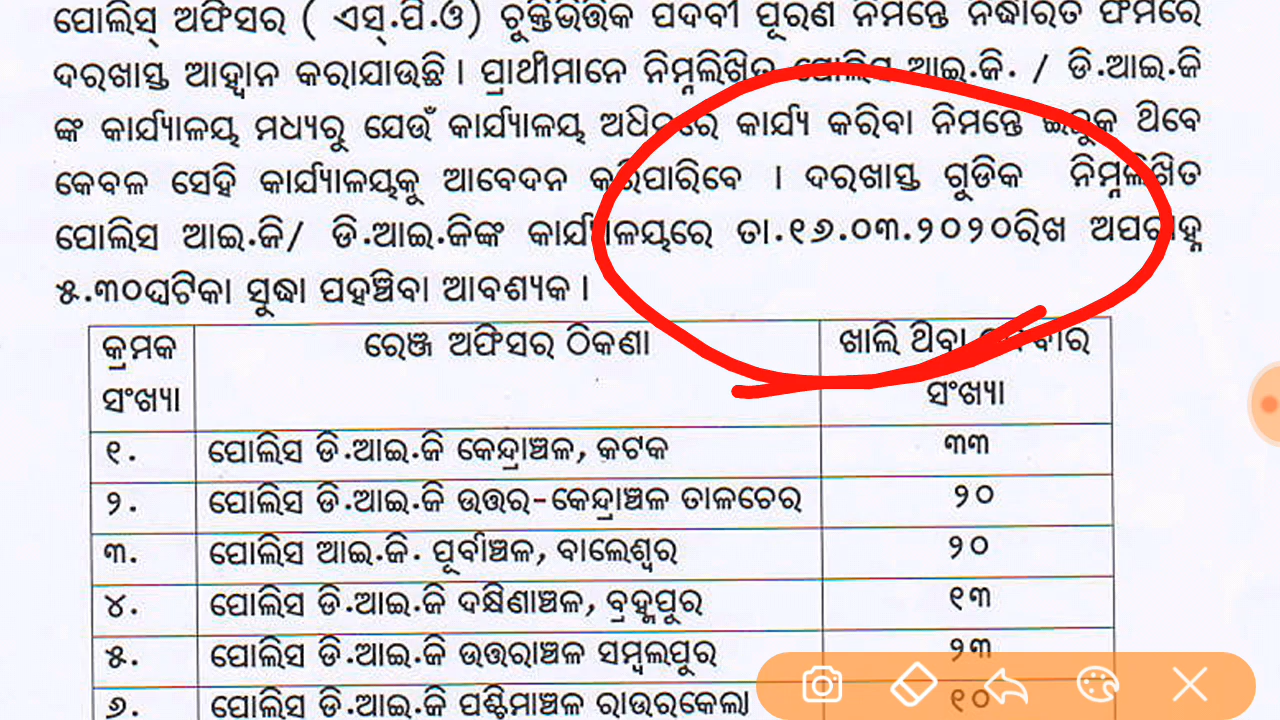 ପୋଲିସ୍ ଅଫିସର ( ଏସ୍.ପି.ଓ) ଚୁକ୍ତିଭିତ୍ତିକ ପଦବୀ ପୂରଣ ନିମନ୍ତେ ନିର୍ଦ୍ଧାରିତ ଫର୍ମରେ
ଦରଖାସ୍ତ ଆହ୍ୱାନ କରାଯାଉଛି । ପ୍ରାର୍ଥୀମାନେ ନିମ୍ନଲିଖିତ ପୋଲିସ ଆଇ.ଜି. / ଡି.ଆଇ.ଜି
ଙ୍କ କାର୍ଯ୍ୟାଳୟ ମଧ୍ୟରୁ ଯେଉଁ କାର୍ଯ୍ୟାଳୟ ଅଧିନରେ କାର୍ଯ୍ୟ କରିବା ନିମନ୍ତେ ଇଚ୍ଛୁକ ଥିବେ
କେବଳ ସେହି କାର୍ଯ୍ୟାଳୟକୁ ଆବେଦନ କରିପାରିବେ । ଦରଖାସ୍ତ ଗୁଡିକ ନିମ୍ନଲିଖିତ
ପୋଲିସ ଆଇ.ଜି/ ଡି.ଆଇ.ଜିଙ୍କ କାର୍ଯ୍ୟାଳୟରେ ତା.୧୬.୦୩.୨୦୨୦ରିଖ ଅପରାହ୍ନ
୫.୩୦ଘଟିକା ସୁଦ୍ଧା ପହଞ୍ଚିବା ଆବଶ୍ୟକ ।
କ୍ରମିକ ସଂଖ୍ୟା ରେଞ୍ଜ ଅଫିସର ଠିକଣା ଖାଲି ଥିବା ସଂଖ୍ୟା
୧. ପୋଲିସ ଡି.ଆଇ.ଜି କେନ୍ଦ୍ରାଞ୍ଚଳ, କଟକ ୩୩
୨. ପୋଲିସ ଡି.ଆଇ.ଜି ଉତ୍ତର-କେନ୍ଦ୍ରାଞ୍ଚଳ ତାଳଚେର ୨୦
୩. ପୋଲିସ ଆଇ.ଜି. ପୂର୍ବାଞ୍ଚଳ, ବାଲେଶ୍ୱର ୨୦
୪. ପୋଲିସ ଡି.ଆଇ.ଜି ଦକ୍ଷିଣାଞ୍ଚଳ, ବ୍ରହ୍ମପୁର ୧୩
୫. ପୋଲିସ ଡି.ଆଇ.ଜି ଉତ୍ତରାଞ୍ଚଳ ସମ୍ବଲପୁର ୨୩
୬. ପୋଲିସ ଡି.ଆଇ.ଜି ପଶ୍ଚିମାଞ୍ଚଳ ରାଉରକେଲା ୧୦